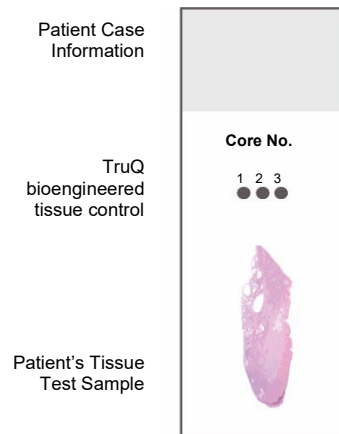 Patient Case
Information
Core No.
1 2 3
TruQ
bioengineered
tissue control
Patient’s Tissue
Test Sample